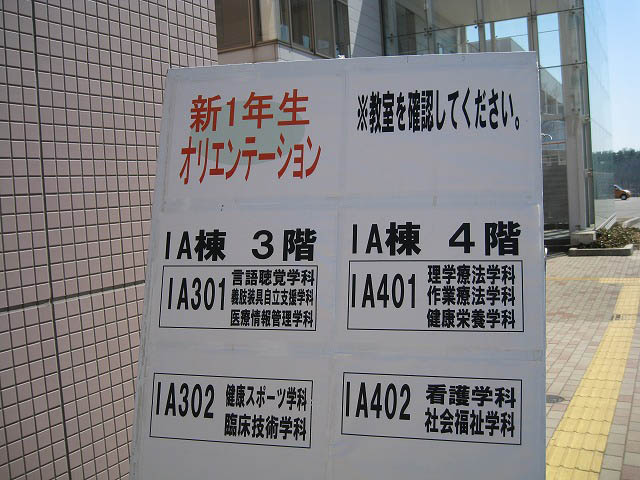 新1年生
オリエンテーション
※教室を確認してください。
IA棟 3階
IA301
言語聴覚学科
義肢装具自立支援学科
医療情報管理学科
IA302
健康スポーツ学科
臨床技術学科
IA棟 4階
IA401
理学療法学科
作業療法学科
健康栄養学科
IA402
看護学科
社会福祉学科